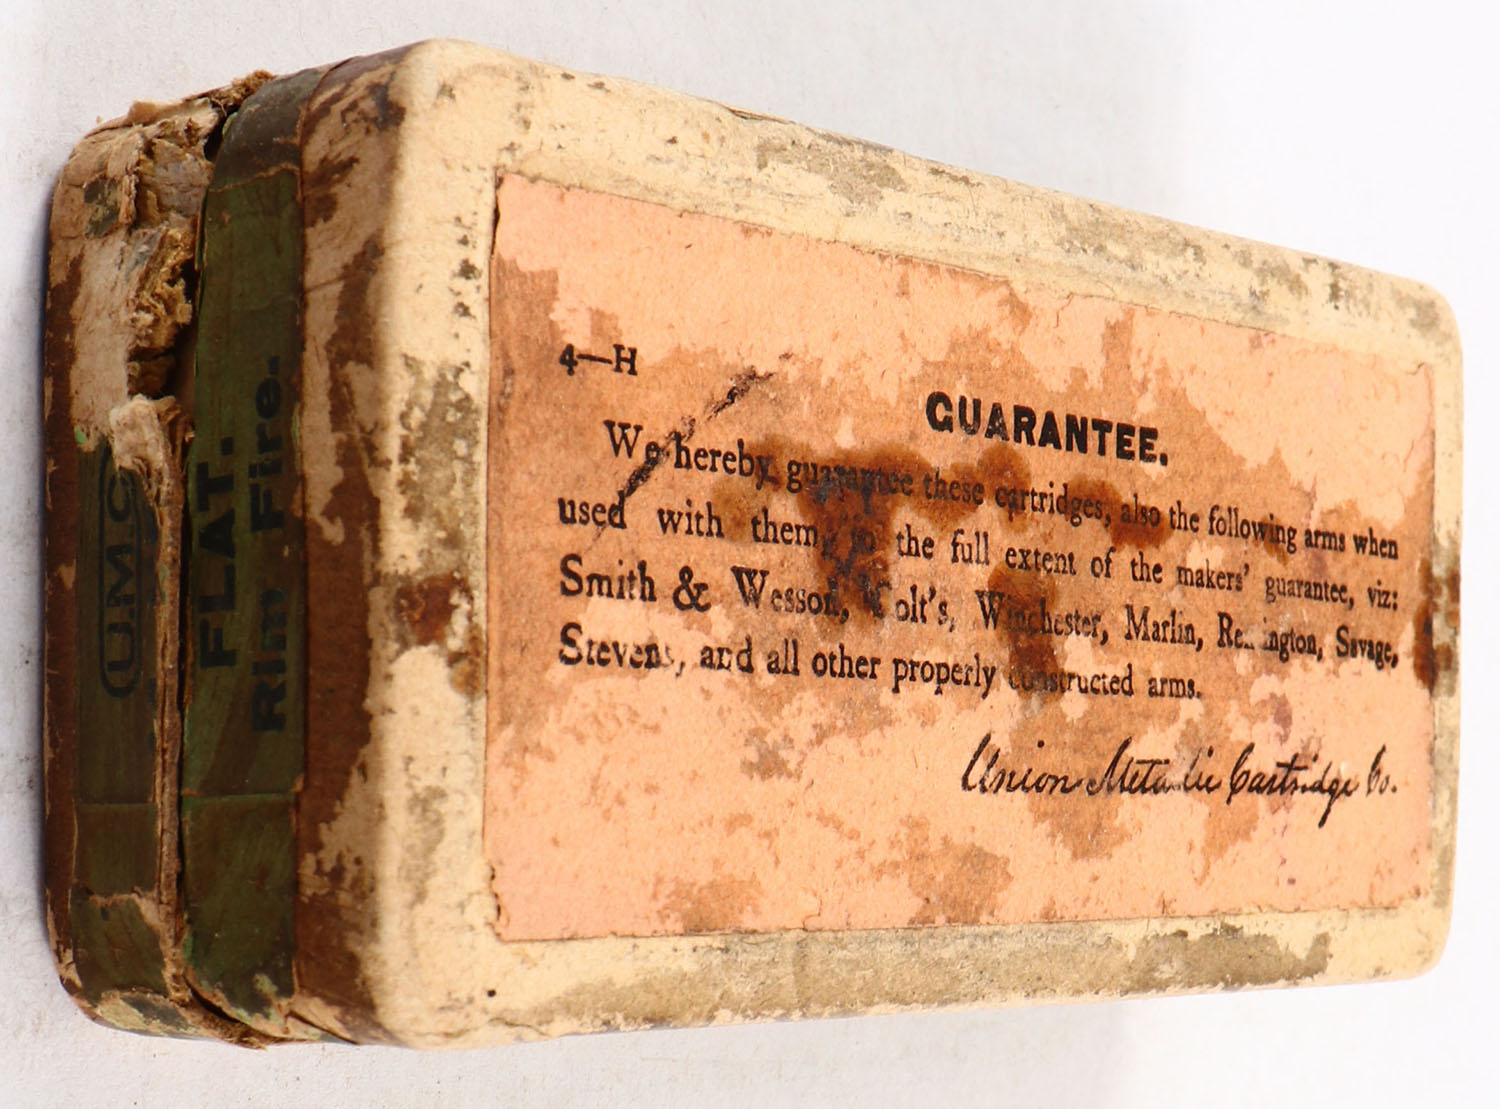 4—H
GUARANTEE.
We hereby guarantee these cartridges, also the following arms when
used with them, to the full extent of the makers' guarantee, viz:
Smith & Wesson, Colt's, Winchester, Marlin, Remington, Savage,
Stevens, and all other properly constructed arms.
Union Metallic Cartridge Co.
U.M.C
FLAT.
Rim Fire.